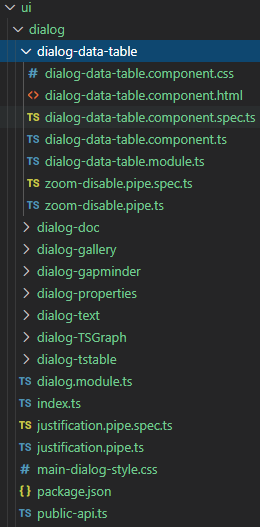 ui
dialog
dialog-data-table
# dialog-data-table.component.css
<> dialog-data-table.component.html
TS dialog-data-table.component.spec.ts
TS dialog-data-table.component.ts
TS dialog-data-table.module.ts
TS zoom-disable.pipe.spec.ts
TS zoom-disable.pipe.ts
dialog-doc
dialog-gallery
dialog-gapminder
dialog-properties
dialog-text
dialog-TSGraph
dialog-tstable
TS dialog.module.ts
TS index.ts
TS justification.pipe.spec.ts
TS justification.pipe.ts
# main-dialog-style.css
{} package.json
TS public-api.ts